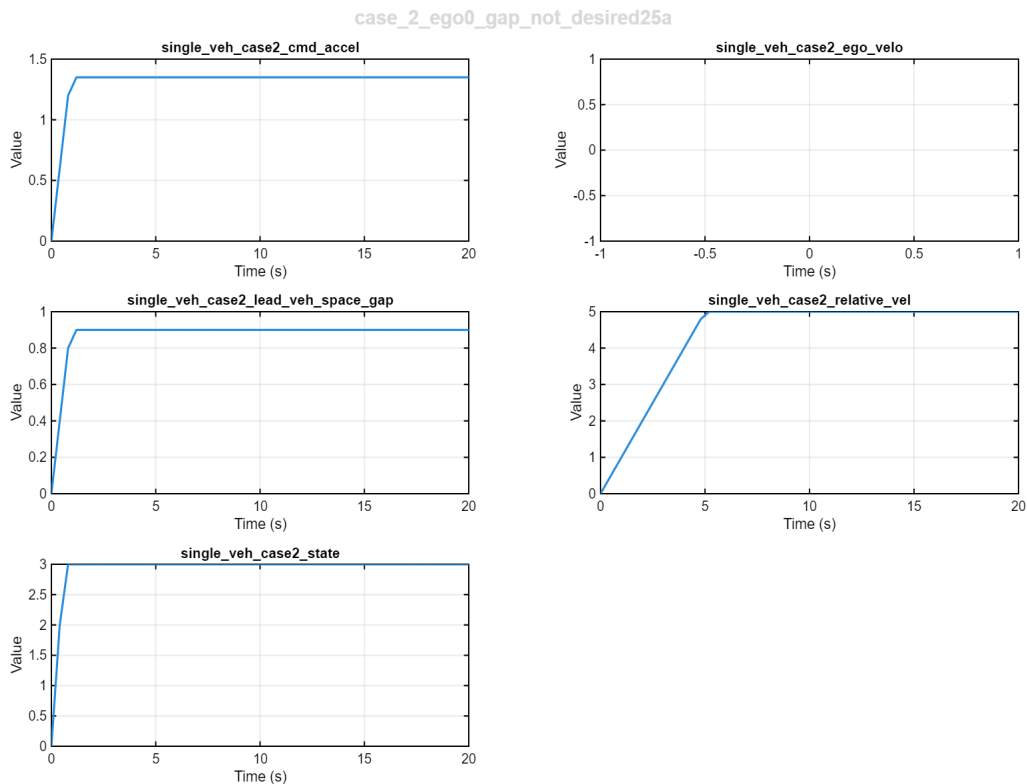 case_2_ego0_gap_not_desired25a
single_veh_case2_cmd_accel
1.5
1
0.5
0
Value
0 5 10 15 20
Time (s)
single_veh_case2_ego_velo
1
0.5
0
-0.5
-1
Value
-1 -0.5 0 0.5 1
Time (s)
single_veh_case2_lead_veh_space_gap
1
0.8
0.6
0.4
0.2
0
Value
0 5 10 15 20
Time (s)
single_veh_case2_relative_vel
5
4
3
2
1
0
Value
0 5 10 15 20
Time (s)
single_veh_case2_state
3
2.5
2
1.5
1
0.5
0
Value
0 5 10 15 20
Time (s)